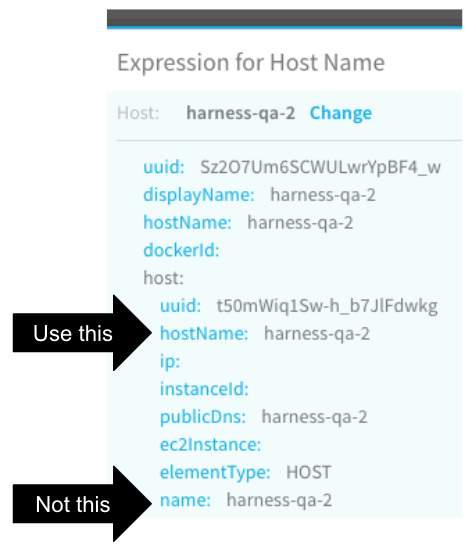 Expression for Host Name
Host: harness-qa-2 Change
uuid: Sz2O7Um6SCWULwrYpBF4_w
displayName: harness-qa-2
hostName: harness-qa-2
dockerId:
host:
uuid: t50mWiq1Sw-h_b7JlFdwkg
Use this hostName: harness-qa-2
ip:
instanceId:
publicDns: harness-qa-2
ec2Instance:
elementType: HOST
Not this name: harness-qa-2